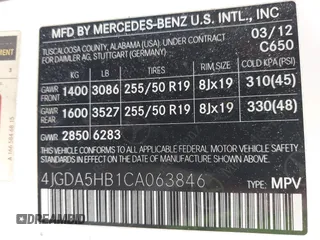 MFD BY MERCEDES-BENZ U.S. INTL., INC
TUSCALOOSA COUNTY, ALABAMA (USA) UNDER LICENSE
FOR DAIMLER AG, STUTTGART (GERMANY)
03/12
C650
KG LB TIRES RIM SIZE COLD KPA (PSI)
GAWR FRONT 1400 3086 255/50 R19 8Jx19 310(45)
GAWR REAR 1600 3527 255/50 R19 8Jx19 330(48)
GVWR 2850 6283
THIS VEHICLE CONFORMS TO ALL APPLICABLE FEDERAL MOTOR VEHICLE SAFETY
STANDARDS IN EFFECT ON THE DATE OF MANUFACTURE SHOWN ABOVE.
4JGDA5HB1CA063846
TYPE: MPV